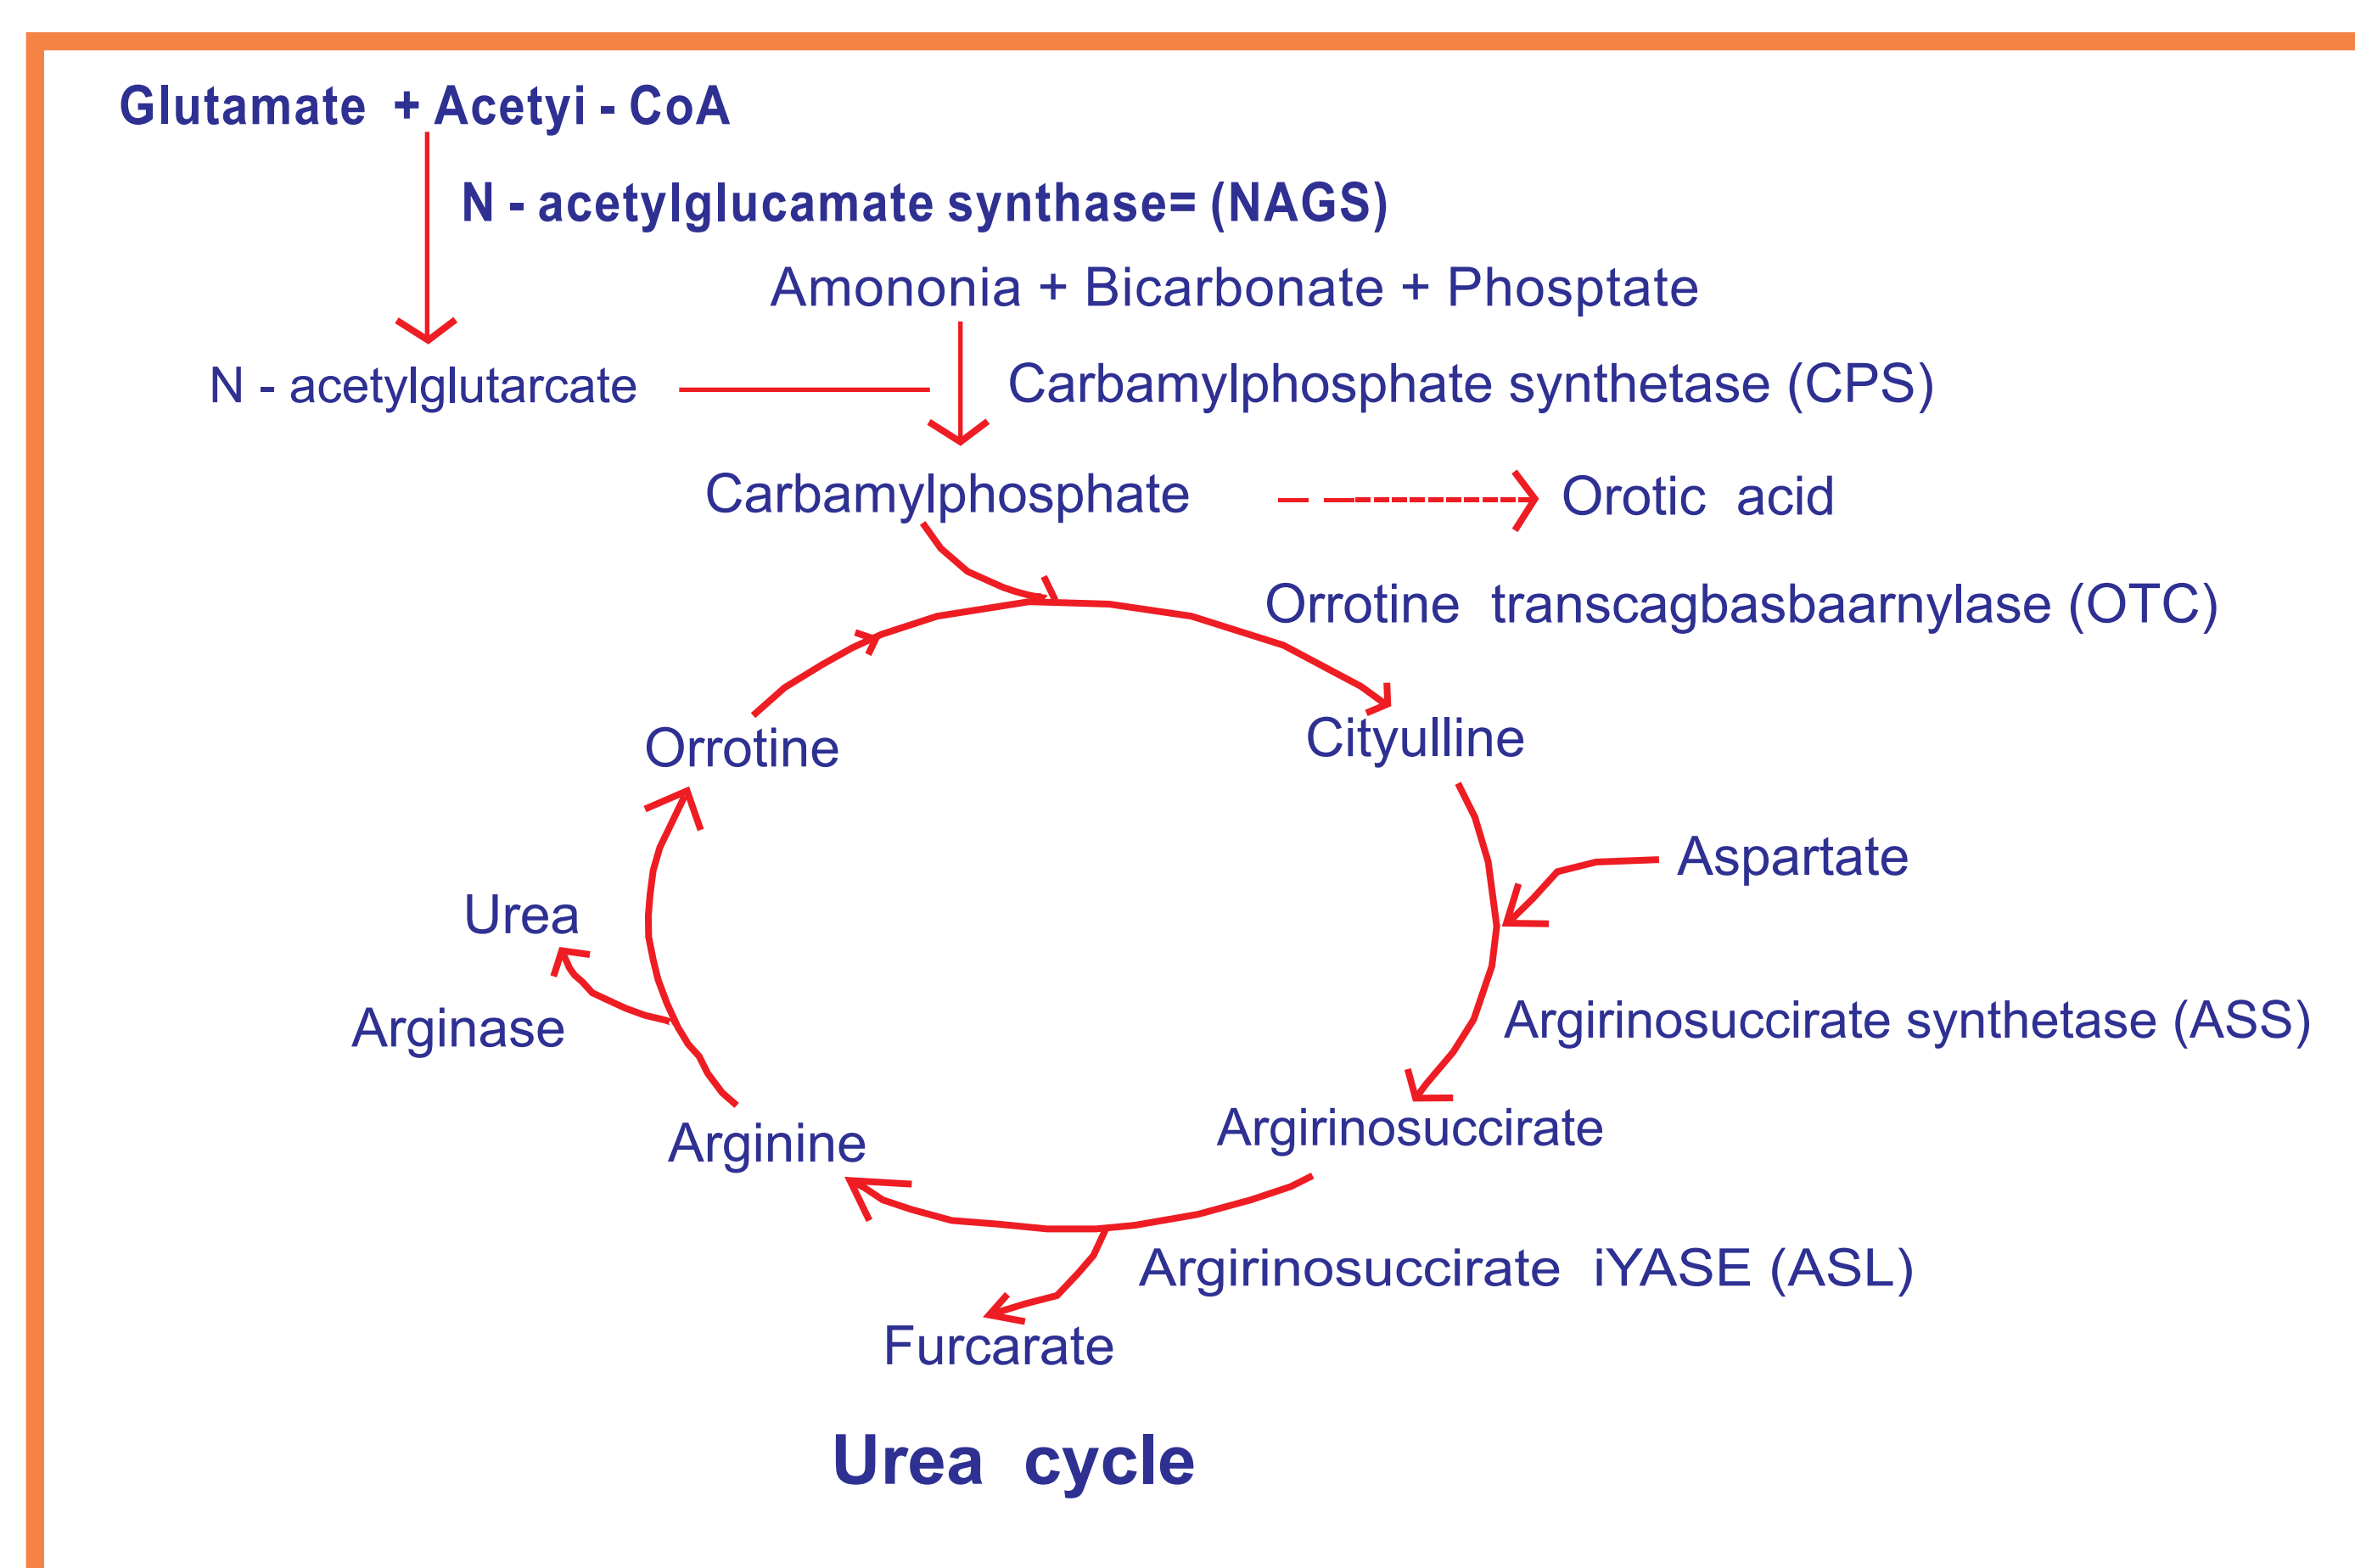 Glutamate + Acetyi - CoA
N - acetylglucamate synthase= (NAGS)
Amononia + Bicarbonate + Phosptate
N - acetylglutarcate
Carbamylphosphate synthetase (CPS)
Carbamylphosphate
Orotic acid
Orrotine transcagbasbaarnylase (OTC)
Orrotine
Cityulline
Aspartate
Urea
Arginase
Argirinosuccirate synthetase (ASS)
Arginine
Argirinosuccirate
Argirinosuccirate iYASE (ASL)
Furcarate
Urea cycle